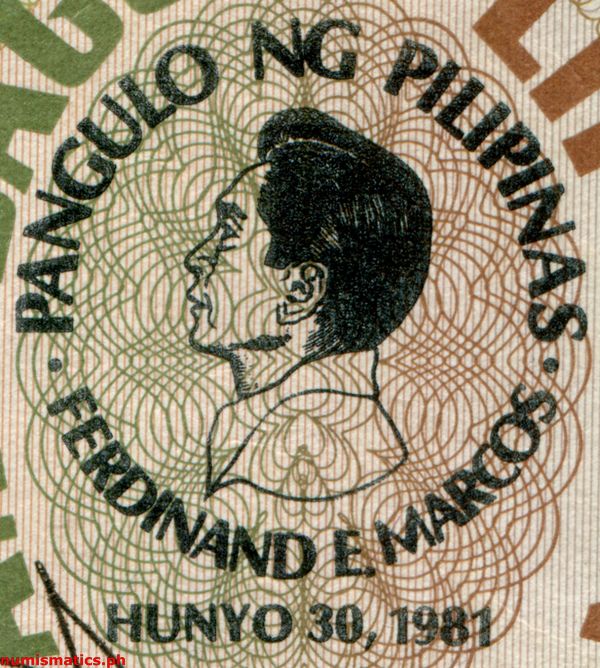 PANGULO NG PILIPINAS
· FERDINAND E. MARCOS ·
HUNYO 30, 1981
numismatics.ph